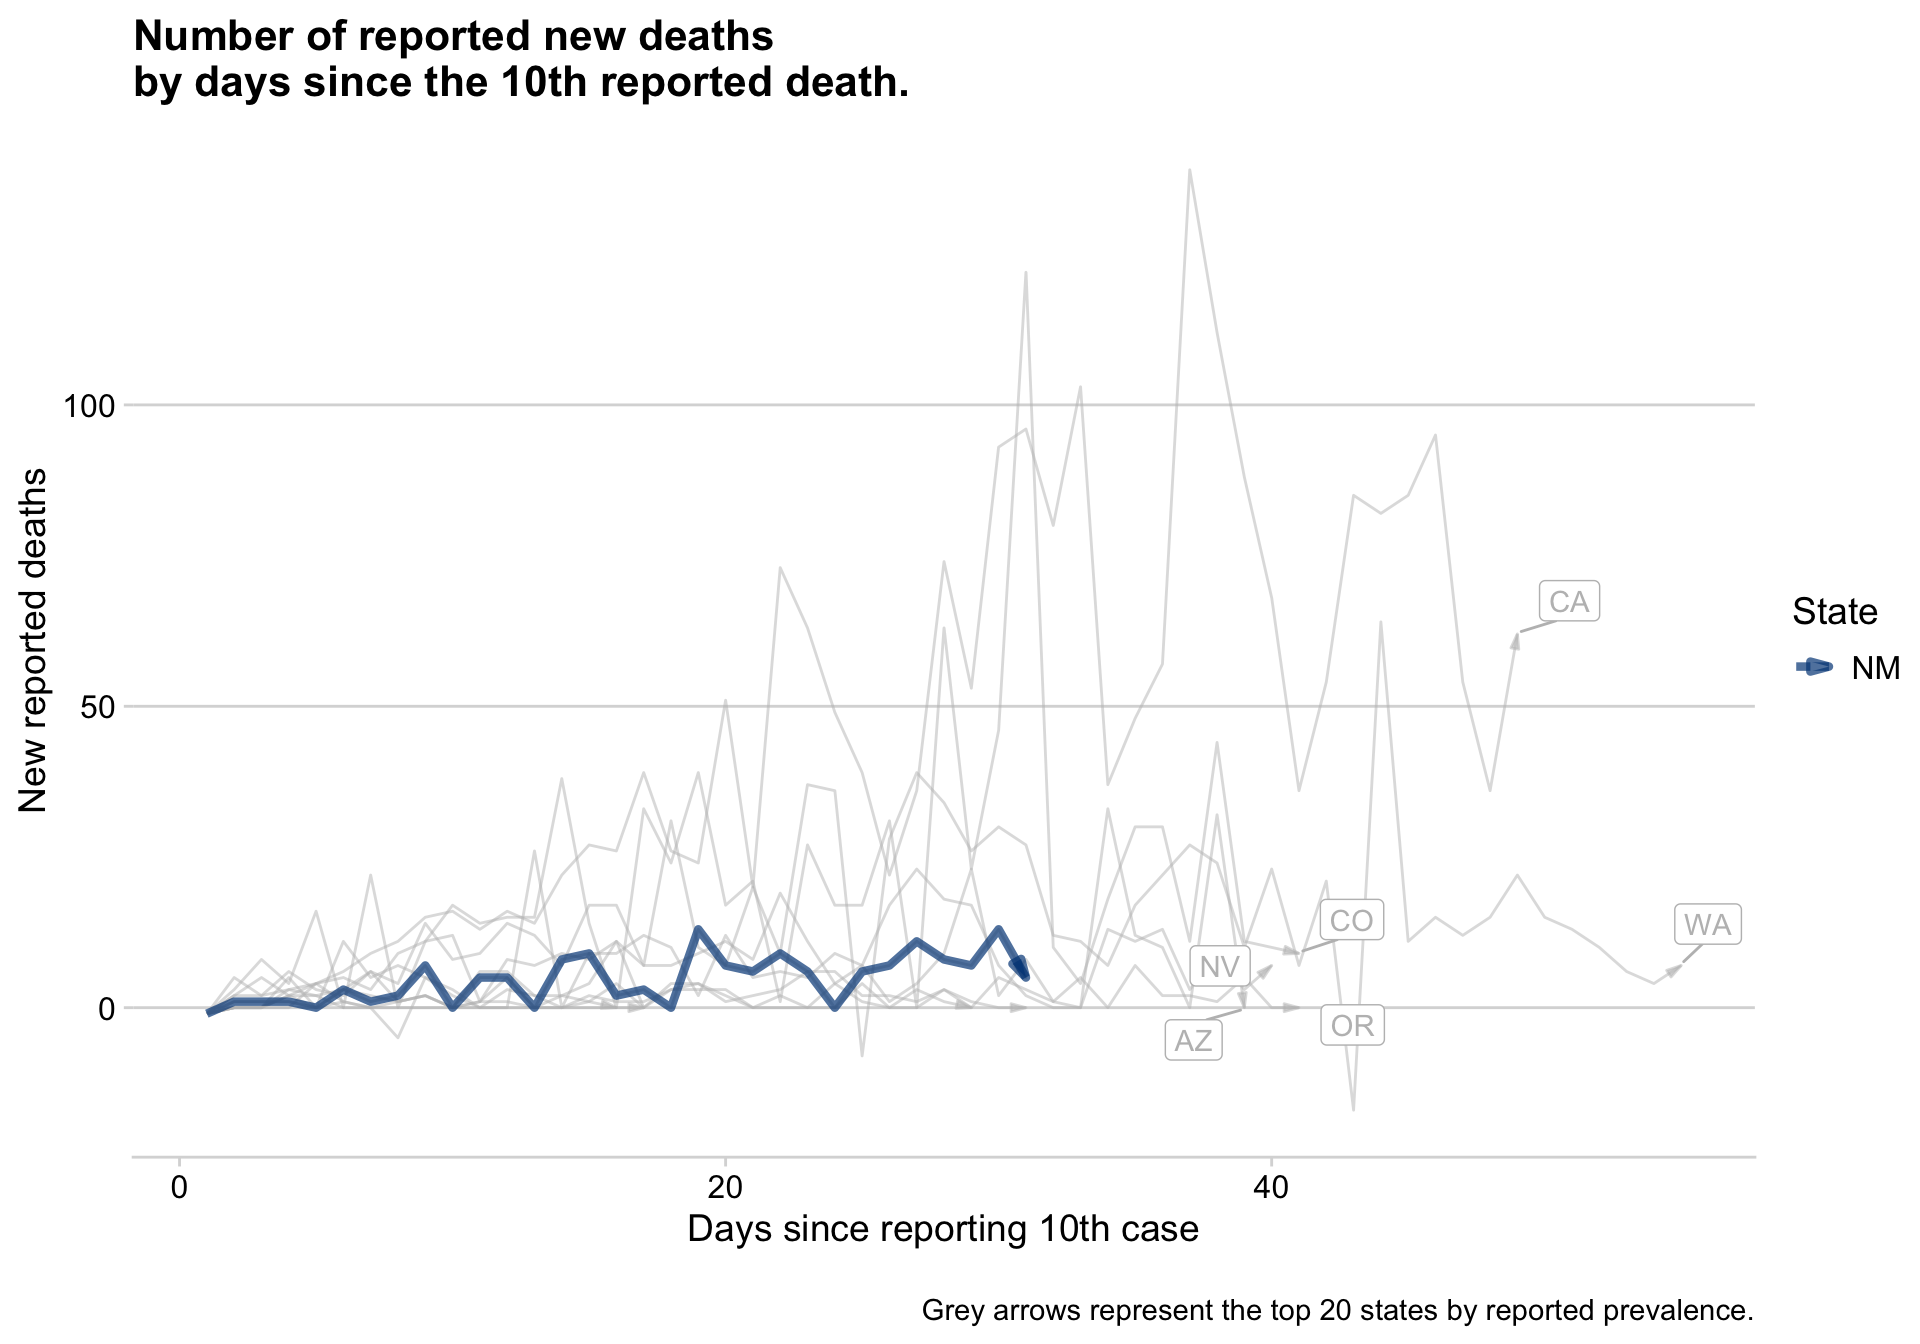 Number of reported new deaths
by days since the 10th reported death.
New reported deaths
100
50
0
CA
WA
CO
NV
OR
AZ
State
NM
0 20 40
Days since reporting 10th case
Grey arrows represent the top 20 states by reported prevalence.